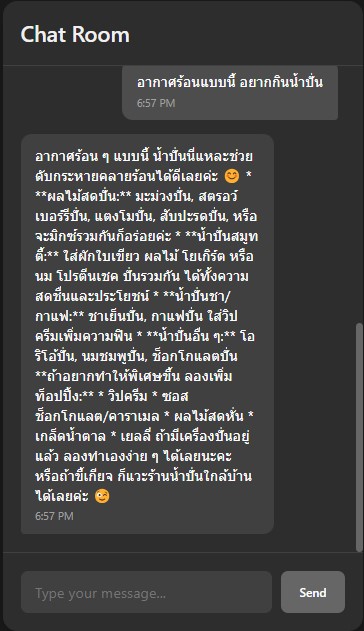 Chat Room
อากาศร้อนแบบนี้ อยากกินน้ำปั่น
6:57 PM
อากาศร้อน ๆ แบบนี้ น้ำปั่นนี่แหละช่วย
ดับกระหายคลายร้อนได้ดีเลยค่ะ 😊 *
**ผลไม้สดปั่น:** มะม่วงปั่น, สตรอว์
เบอร์รีปั่น, แตงโมปั่น, สับปะรดปั่น, หรือ
จะมิกซ์รวมกันก็อร่อยค่ะ * **น้ำปั่นสมูท
ตี้:** ใส่ผักใบเขียว ผลไม้ โยเกิร์ต หรือ
นม โปรตีนเชค ปั่นรวมกัน ได้ทั้งความ
สดชื่นและประโยชน์ * **น้ำปั่นชา/
กาแฟ:** ชาเย็นปั่น, กาแฟปั่น ใส่วิป
ครีมเพิ่มความฟิน * **น้ำปั่นอื่น ๆ:** โอ
ริโอ้ปั่น, นมชมพูปั่น, ช็อกโกแลตปั่น
**ถ้าอยากทำให้พิเศษขึ้น ลองเพิ่ม
ท็อปปิ้ง:** * วิปครีม * ซอส
ช็อกโกแลต/คาราเมล * ผลไม้สดหั่น *
เกล็ดน้ำตาล * เยลลี่ ถ้ามีเครื่องปั่นอยู่
แล้ว ลองทำเองง่าย ๆ ได้เลยนะคะ
หรือถ้าขี้เกียจ ก็แวะร้านน้ำปั่นใกล้บ้าน
ได้เลยค่ะ 😉
6:57 PM
Type your message...
Send